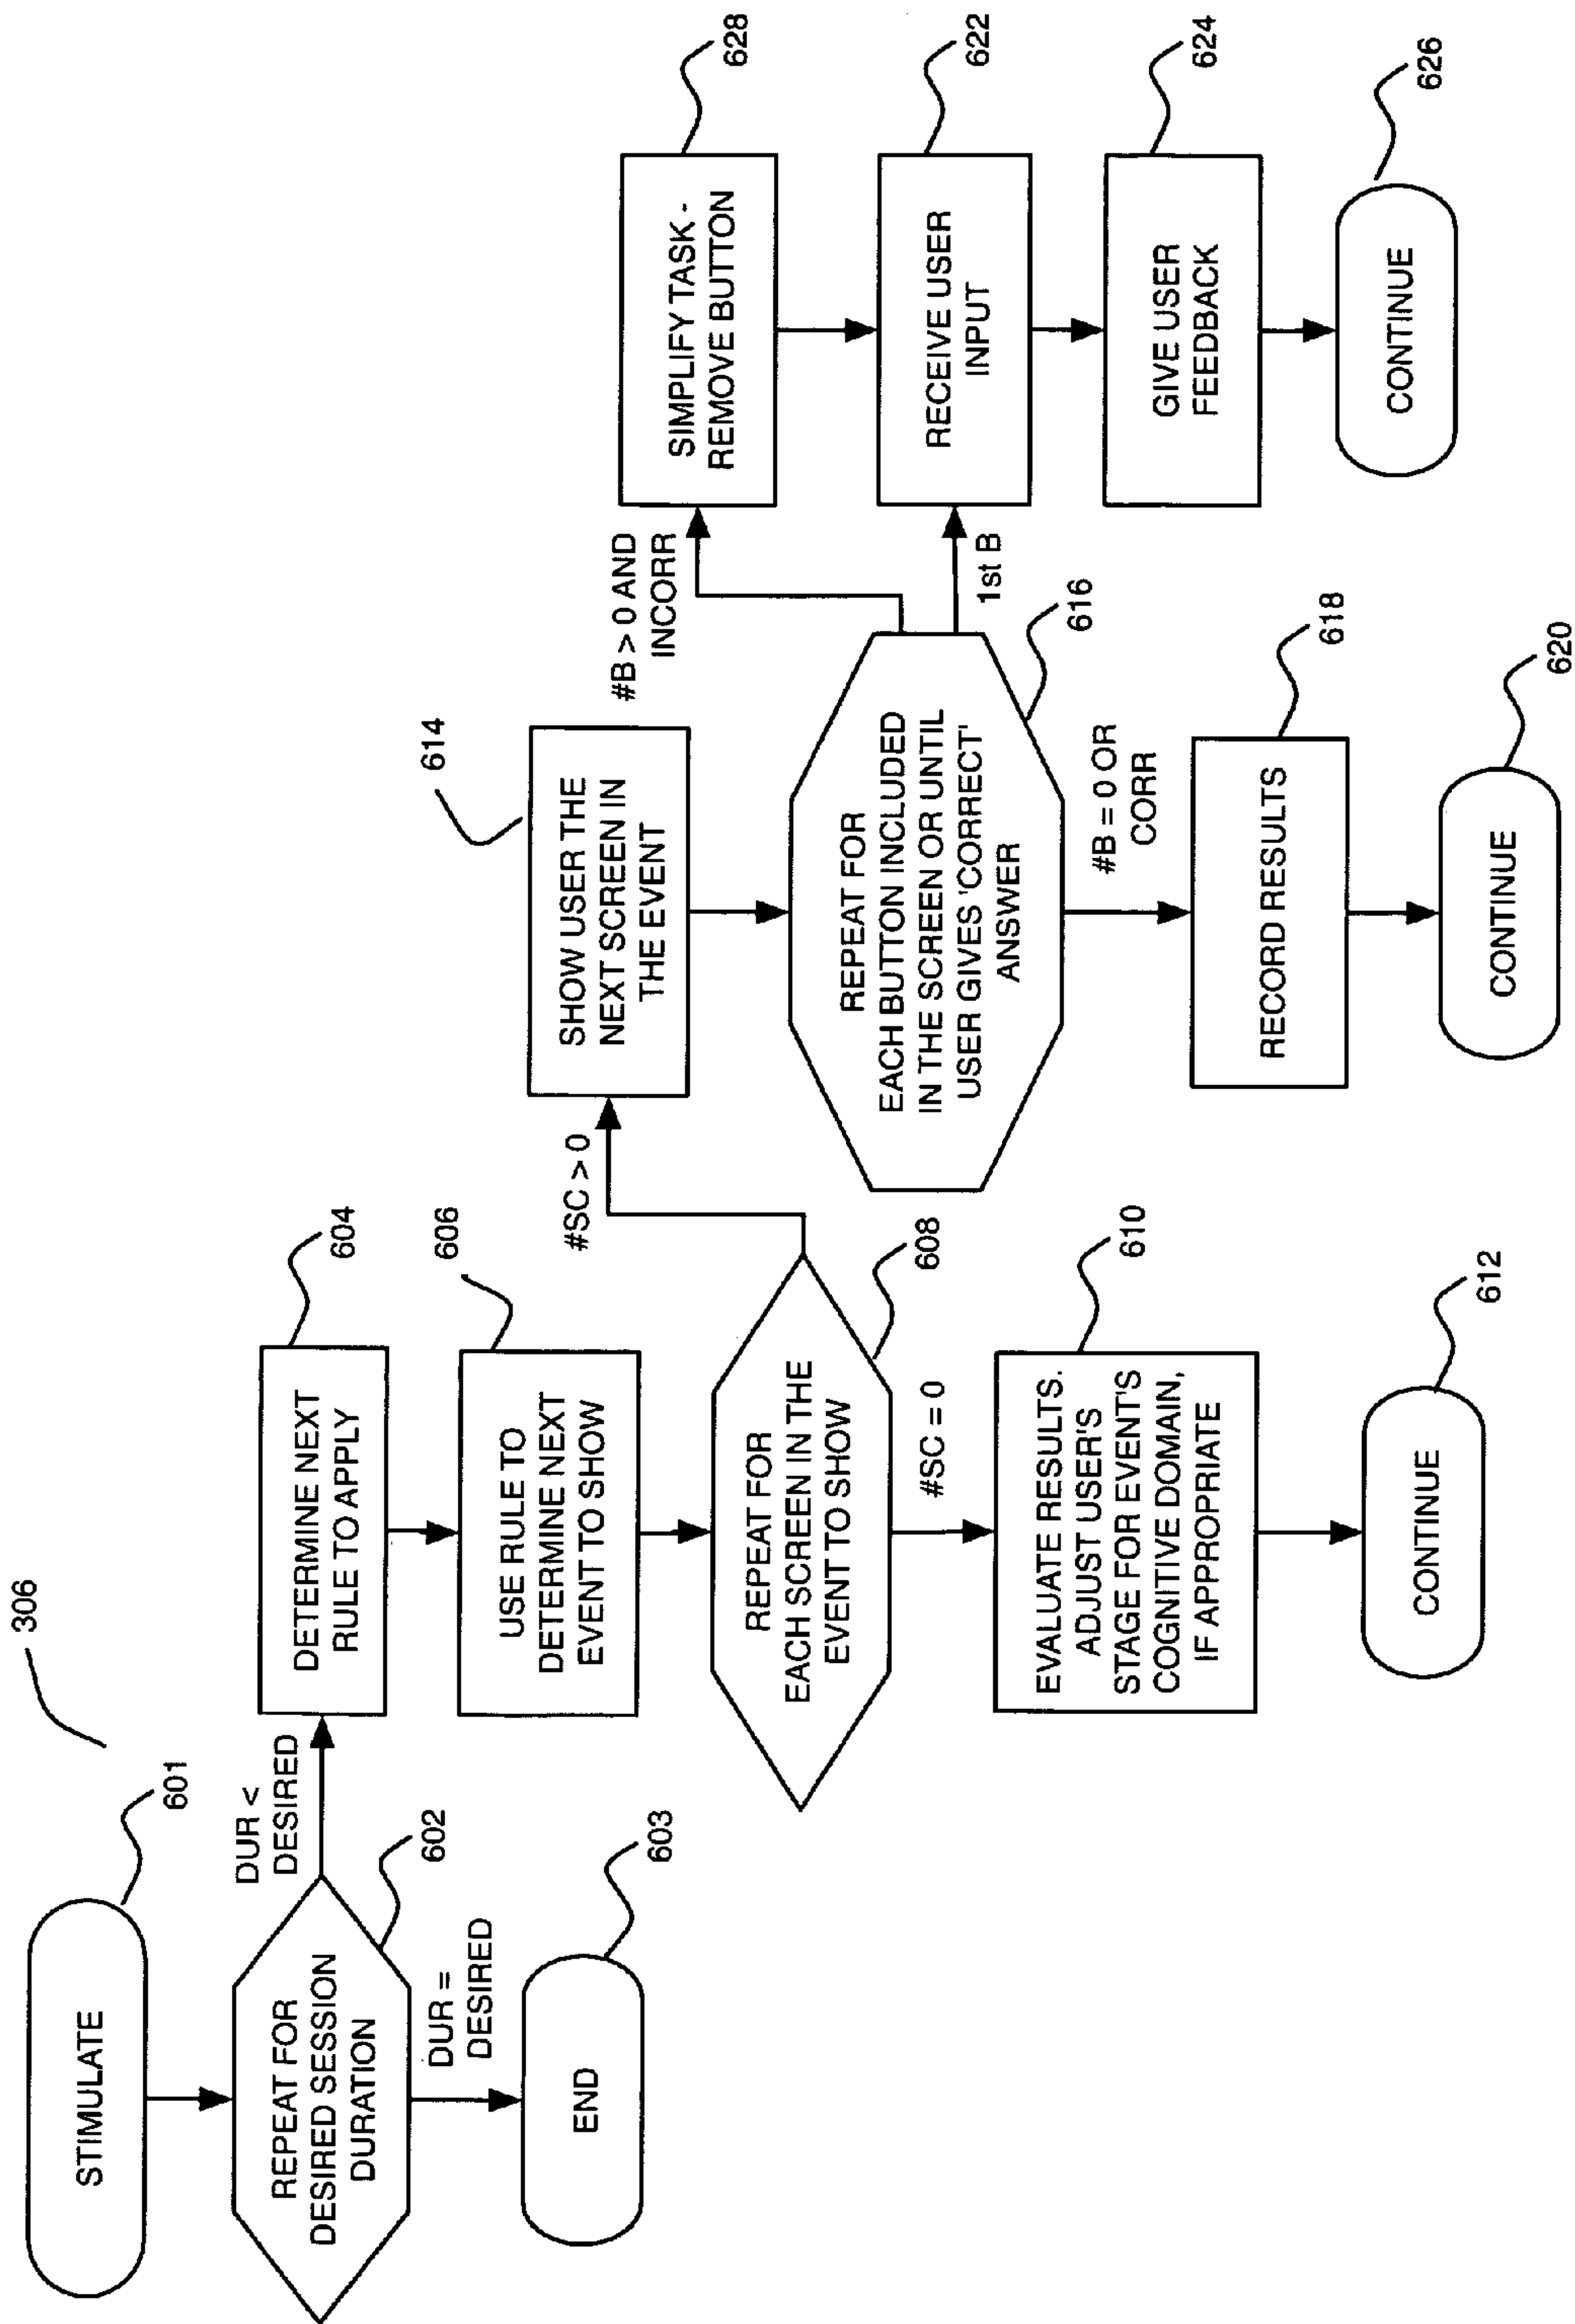 306
STIMULATE
601
REPEAT FOR
DESIRED SESSION
DURATION
602
DUR <
DESIRED
DUR =
DESIRED
END
603
DETERMINE NEXT
RULE TO APPLY
604
USE RULE TO
DETERMINE NEXT
EVENT TO SHOW
606
REPEAT FOR
EACH SCREEN IN THE
EVENT TO SHOW
608
#SC > 0
#SC = 0
EVALUATE RESULTS.
ADJUST USER'S
STAGE FOR EVENT'S
COGNITIVE DOMAIN,
IF APPROPRIATE
610
CONTINUE
612
614
SHOW USER THE
NEXT SCREEN IN
THE EVENT
REPEAT FOR
EACH BUTTON INCLUDED
IN THE SCREEN OR UNTIL
USER GIVES 'CORRECT'
ANSWER
616
#B > 0 AND
INCORR
1st B
#B = 0 OR
CORR
RECORD RESULTS
618
CONTINUE
620
SIMPLIFY TASK -
REMOVE BUTTON
628
RECEIVE USER
INPUT
622
GIVE USER
FEEDBACK
624
CONTINUE
626